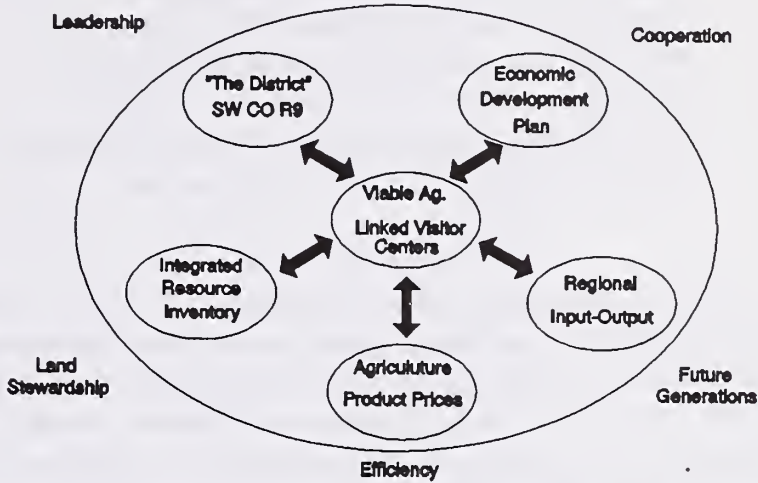 Leadership
Cooperation
"The District"
SW CO R9
Economic
Development
Plan
Viable Ag.
Linked Visitor
Centers
Integrated
Resource
Inventory
Regional
Input-Output
Agriculuture
Product Prices
Land
Stewardship
Future
Generations
Efficiency